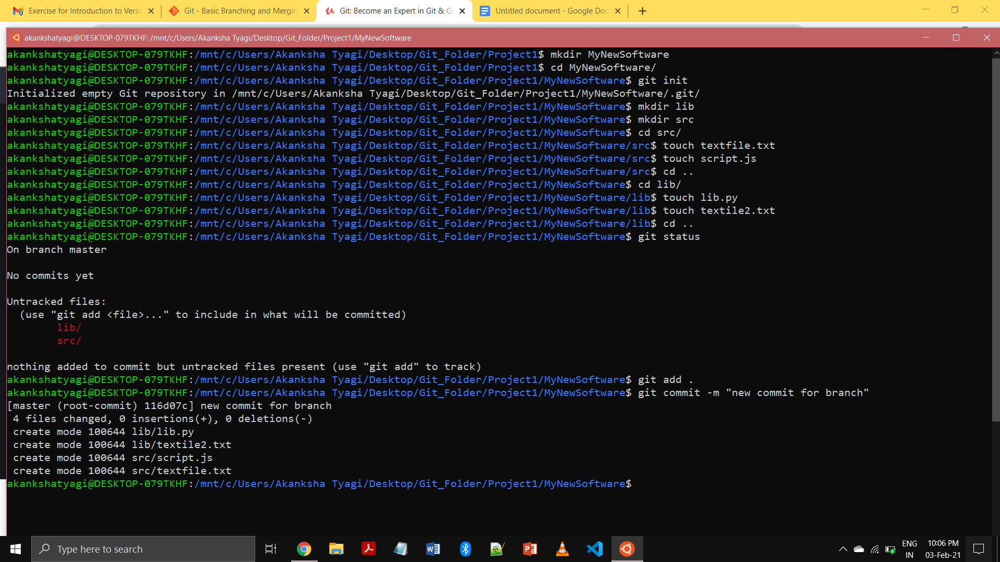 Exercise for Introduction to Versi
Git - Basic Branching and Mergin
Git: Become an Expert in Git & Gi
Untitled document - Google Doc
akankshatyagi@DESKTOP-079TKHF: /mnt/c/Users/Akanksha Tyagi/Desktop/Git_Folder/Project1/MyNewSoftware
akankshatyagi@DESKTOP-079TKHF:/mnt/c/Users/Akanksha Tyagi/Desktop/Git_Folder/Project1$ mkdir MyNewSoftware
akankshatyagi@DESKTOP-079TKHF:/mnt/c/Users/Akanksha Tyagi/Desktop/Git_Folder/Project1$ cd MyNewSoftware/
akankshatyagi@DESKTOP-079TKHF:/mnt/c/Users/Akanksha Tyagi/Desktop/Git_Folder/Project1/MyNewSoftware$ git init
Initialized empty Git repository in /mnt/c/Users/Akanksha Tyagi/Desktop/Git_Folder/Project1/MyNewSoftware/.git/
akankshatyagi@DESKTOP-079TKHF:/mnt/c/Users/Akanksha Tyagi/Desktop/Git_Folder/Project1/MyNewSoftware$ mkdir lib
akankshatyagi@DESKTOP-079TKHF:/mnt/c/Users/Akanksha Tyagi/Desktop/Git_Folder/Project1/MyNewSoftware$ mkdir src
akankshatyagi@DESKTOP-079TKHF:/mnt/c/Users/Akanksha Tyagi/Desktop/Git_Folder/Project1/MyNewSoftware$ cd src/
akankshatyagi@DESKTOP-079TKHF:/mnt/c/Users/Akanksha Tyagi/Desktop/Git_Folder/Project1/MyNewSoftware/src$ touch textfile.txt
akankshatyagi@DESKTOP-079TKHF:/mnt/c/Users/Akanksha Tyagi/Desktop/Git_Folder/Project1/MyNewSoftware/src$ touch script.js
akankshatyagi@DESKTOP-079TKHF:/mnt/c/Users/Akanksha Tyagi/Desktop/Git_Folder/Project1/MyNewSoftware/src$ cd ..
akankshatyagi@DESKTOP-079TKHF:/mnt/c/Users/Akanksha Tyagi/Desktop/Git_Folder/Project1/MyNewSoftware$ cd lib/
akankshatyagi@DESKTOP-079TKHF:/mnt/c/Users/Akanksha Tyagi/Desktop/Git_Folder/Project1/MyNewSoftware/lib$ touch lib.py
akankshatyagi@DESKTOP-079TKHF:/mnt/c/Users/Akanksha Tyagi/Desktop/Git_Folder/Project1/MyNewSoftware/lib$ touch textile2.txt
akankshatyagi@DESKTOP-079TKHF:/mnt/c/Users/Akanksha Tyagi/Desktop/Git_Folder/Project1/MyNewSoftware/lib$ cd ..
akankshatyagi@DESKTOP-079TKHF:/mnt/c/Users/Akanksha Tyagi/Desktop/Git_Folder/Project1/MyNewSoftware$ git status
On branch master
No commits yet
Untracked files:
(use "git add <file>..." to include in what will be committed)
lib/
src/
nothing added to commit but untracked files present (use "git add" to track)
akankshatyagi@DESKTOP-079TKHF:/mnt/c/Users/Akanksha Tyagi/Desktop/Git_Folder/Project1/MyNewSoftware$ git add .
akankshatyagi@DESKTOP-079TKHF:/mnt/c/Users/Akanksha Tyagi/Desktop/Git_Folder/Project1/MyNewSoftware$ git commit -m "new commit for branch"
[master (root-commit) 116d07c] new commit for branch
4 files changed, 0 insertions(+), 0 deletions(-)
create mode 100644 lib/lib.py
create mode 100644 lib/textile2.txt
create mode 100644 src/script.js
create mode 100644 src/textfile.txt
akankshatyagi@DESKTOP-079TKHF:/mnt/c/Users/Akanksha Tyagi/Desktop/Git_Folder/Project1/MyNewSoftware$
Type here to search
ENG
IN
10:06 PM
03-Feb-21